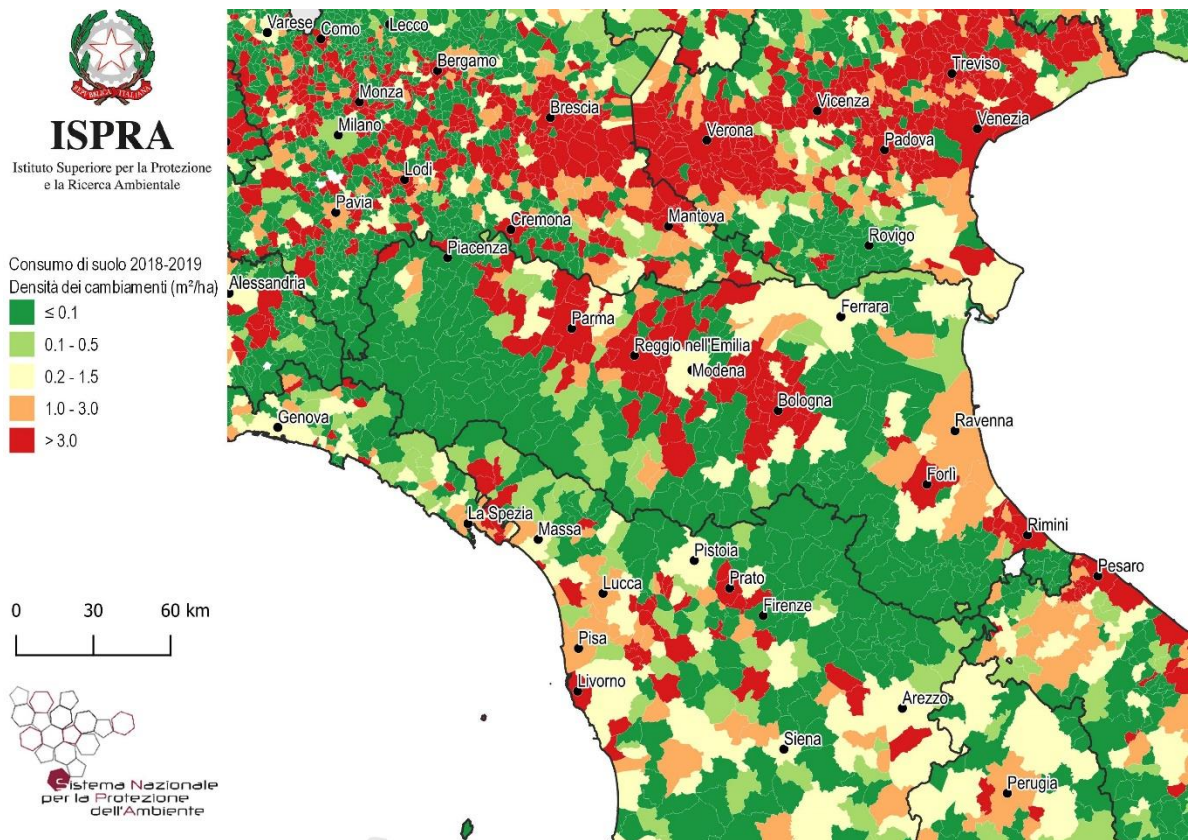 REPVBBLICA ITALIANA
ISPRA
Istituto Superiore per la Protezione
e la Ricerca Ambientale
Consumo di suolo 2018-2019
Densità dei cambiamenti (m²/ha)
≤ 0.1
0.1 - 0.5
0.2 - 1.5
1.0 - 3.0
> 3.0
0 30 60 km
Sistema Nazionale
per la Protezione
dell'Ambiente
Varese
Como
Lecco
Bergamo
Treviso
Monza
Brescia
Vicenza
Venezia
Milano
Verona
Padova
Lodi
Pavia
Cremona
Mantova
Rovigo
Piacenza
Alessandria
Ferrara
Parma
Reggio nell'Emilia
Modena
Bologna
Genova
Ravenna
Forlì
La Spezia
Massa
Rimini
Pistoia
Pesaro
Prato
Lucca
Firenze
Pisa
Livorno
Arezzo
Siena
Perugia